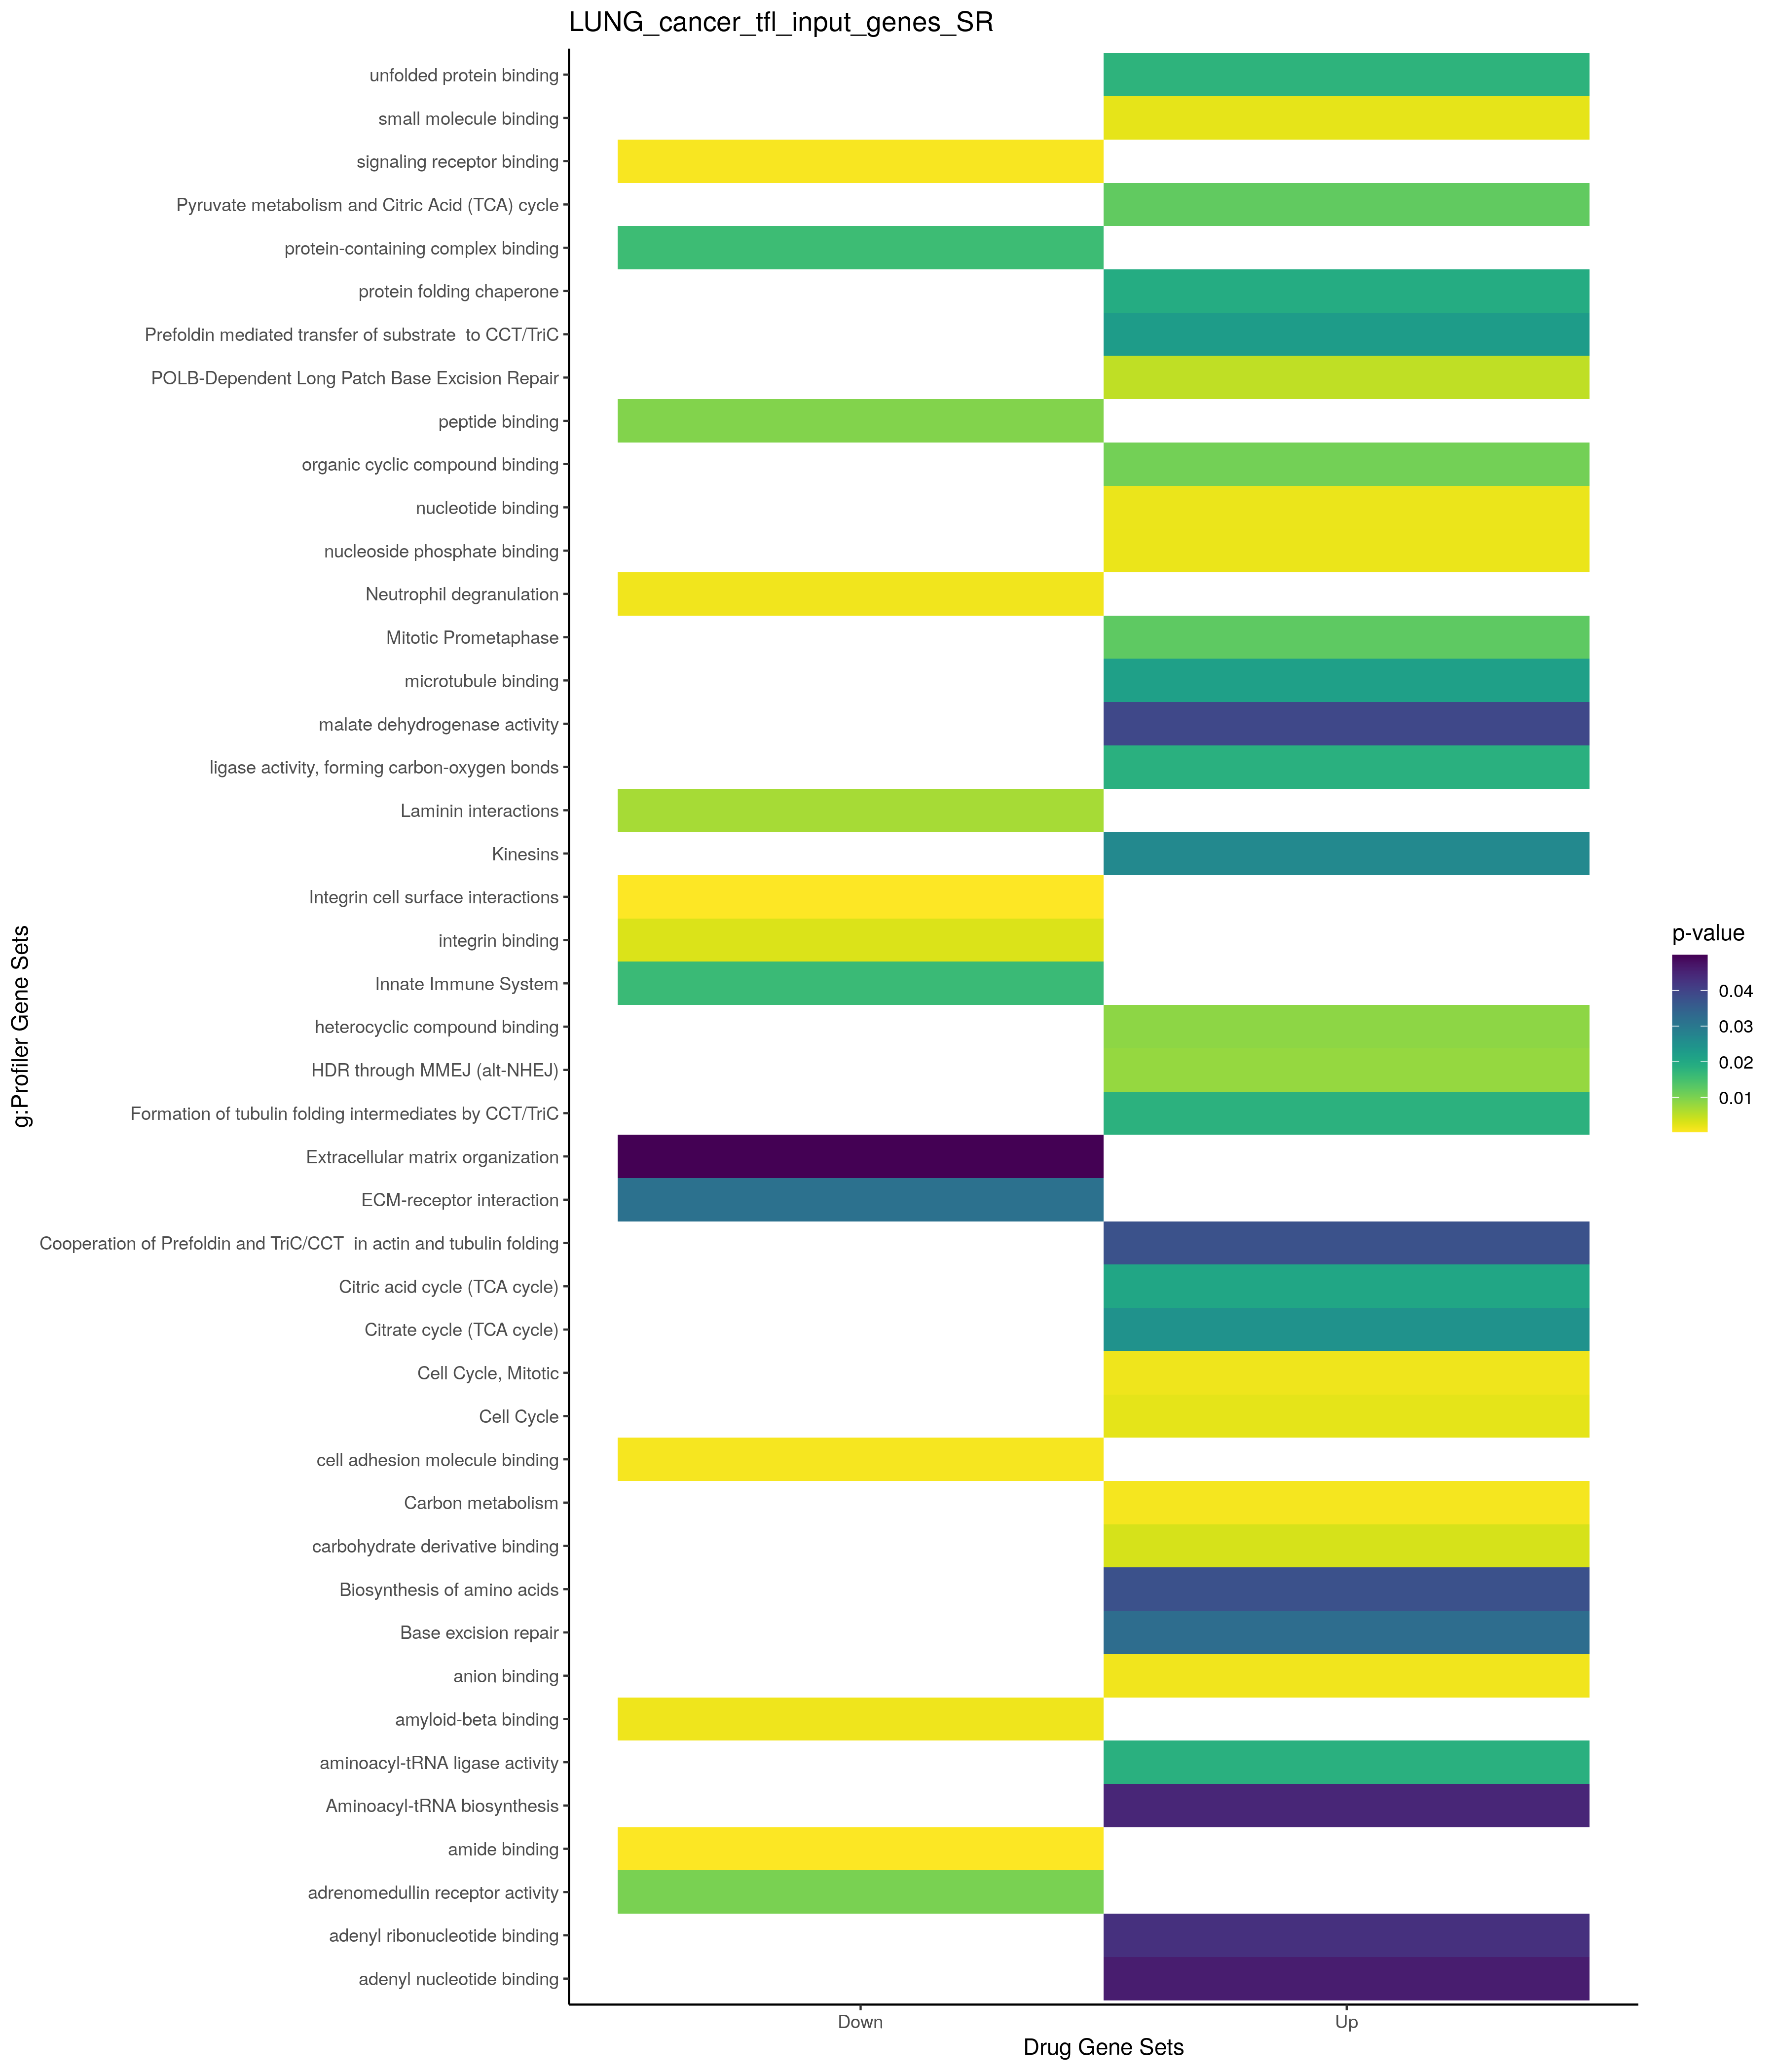 LUNG_cancer_tfl_input_genes_SR
unfolded protein binding
small molecule binding
signaling receptor binding
Pyruvate metabolism and Citric Acid (TCA) cycle
protein-containing complex binding
protein folding chaperone
Prefoldin mediated transfer of substrate  to CCT/TriC
POLB-Dependent Long Patch Base Excision Repair
peptide binding
organic cyclic compound binding
nucleotide binding
nucleoside phosphate binding
Neutrophil degranulation
Mitotic Prometaphase
microtubule binding
malate dehydrogenase activity
ligase activity, forming carbon-oxygen bonds
Laminin interactions
Kinesins
Integrin cell surface interactions
integrin binding
Innate Immune System
heterocyclic compound binding
HDR through MMEJ (alt-NHEJ)
Formation of tubulin folding intermediates by CCT/TriC
Extracellular matrix organization
ECM-receptor interaction
Cooperation of Prefoldin and TriC/CCT  in actin and tubulin folding
Citric acid cycle (TCA cycle)
Citrate cycle (TCA cycle)
Cell Cycle, Mitotic
Cell Cycle
cell adhesion molecule binding
Carbon metabolism
carbohydrate derivative binding
Biosynthesis of amino acids
Base excision repair
anion binding
amyloid-beta binding
aminoacyl-tRNA ligase activity
Aminoacyl-tRNA biosynthesis
amide binding
adrenomedullin receptor activity
adenyl ribonucleotide binding
adenyl nucleotide binding
g:Profiler Gene Sets
Down
Up
Drug Gene Sets
p-value
0.04
0.03
0.02
0.01